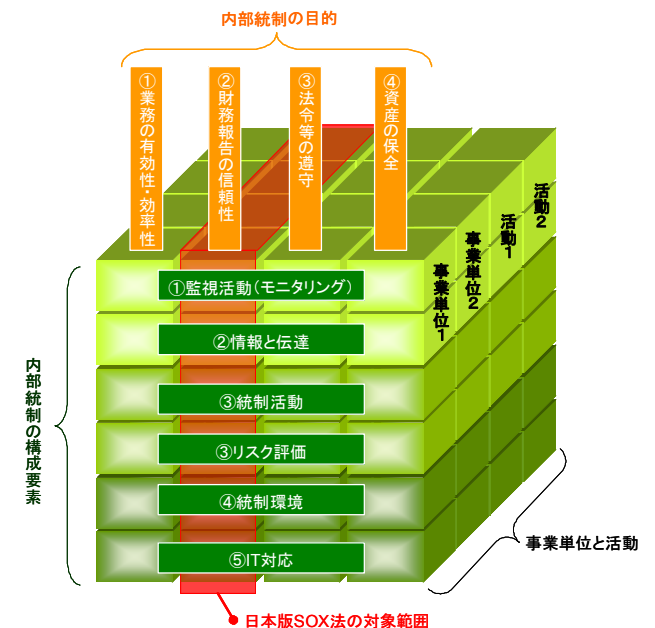 内部統制の目的
①業務の有効性・効率性
②財務報告の信頼性
③法令等の遵守
④資産の保全
活動2
活動1
事業単位2
事業単位1
①監視活動(モニタリング)
②情報と伝達
③統制活動
③リスク評価
④統制環境
⑤IT対応
内部統制の構成要素
事業単位と活動
日本版SOX法の対象範囲